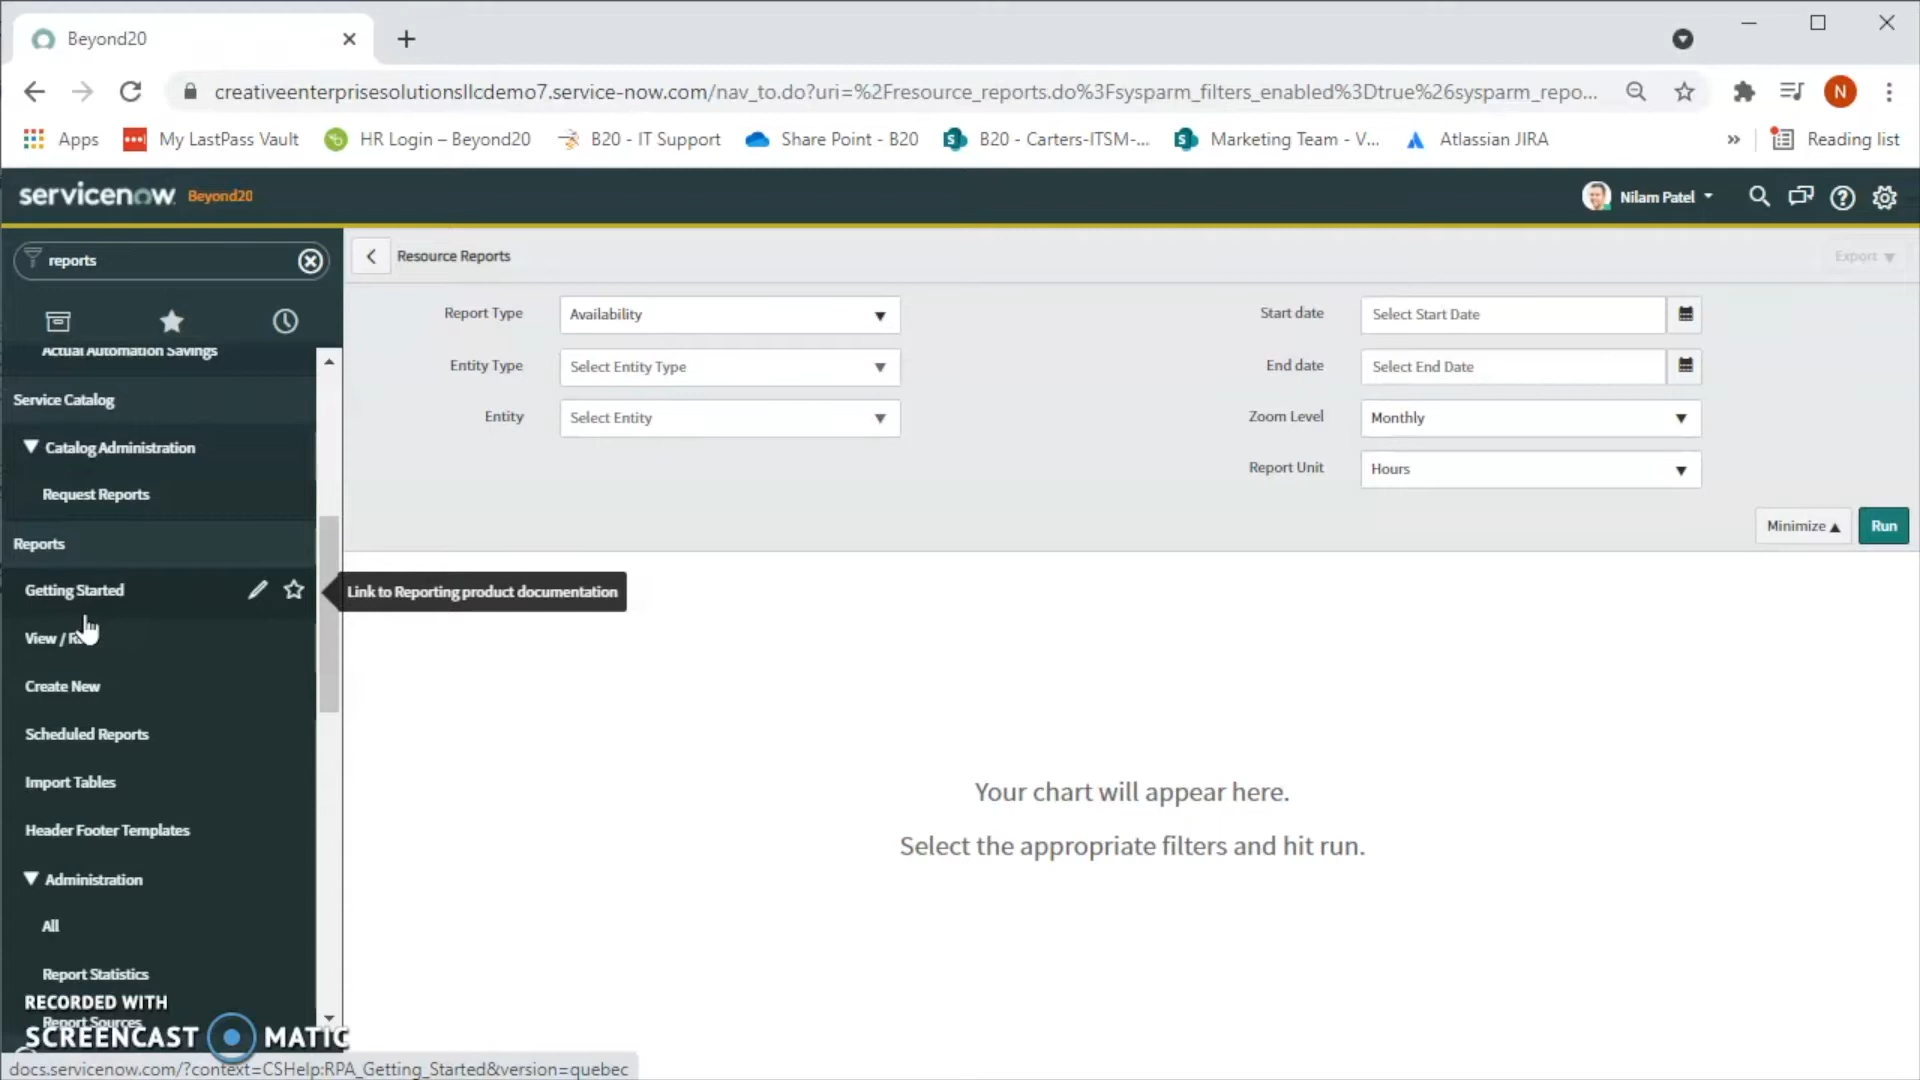 Beyond20
creativeenterprisesolutionsllcdemo7.service-now.com/nav_to.do?uri=%2Fresource_reports.do%3Fsysparm_filters_enabled%3Dtrue%26sysparm_repo...
N
Apps
My LastPass Vault
HR Login – Beyond20
B20 - IT Support
Share Point - B20
B20 - Carters-ITSM-...
Marketing Team - V...
Atlassian JIRA
»
Reading list
servicenow Beyond20
Nilam Patel
reports
Resource Reports
Export
Report Type
Availability
Start date
Select Start Date
Entity Type
Select Entity Type
End date
Select End Date
Entity
Select Entity
Zoom Level
Monthly
Report Unit
Hours
Minimize
Run
Actual Automation Savings
Service Catalog
Catalog Administration
Request Reports
Reports
Getting Started
Link to Reporting product documentation
View /
Create New
Scheduled Reports
Import Tables
Header Footer Templates
Administration
All
Report Statistics
Report Sources
Your chart will appear here.
Select the appropriate filters and hit run.
RECORDED WITH
SCREENCAST MATIC
docs.servicenow.com/?context=CSHelp:RPA_Getting_Started&version=quebec